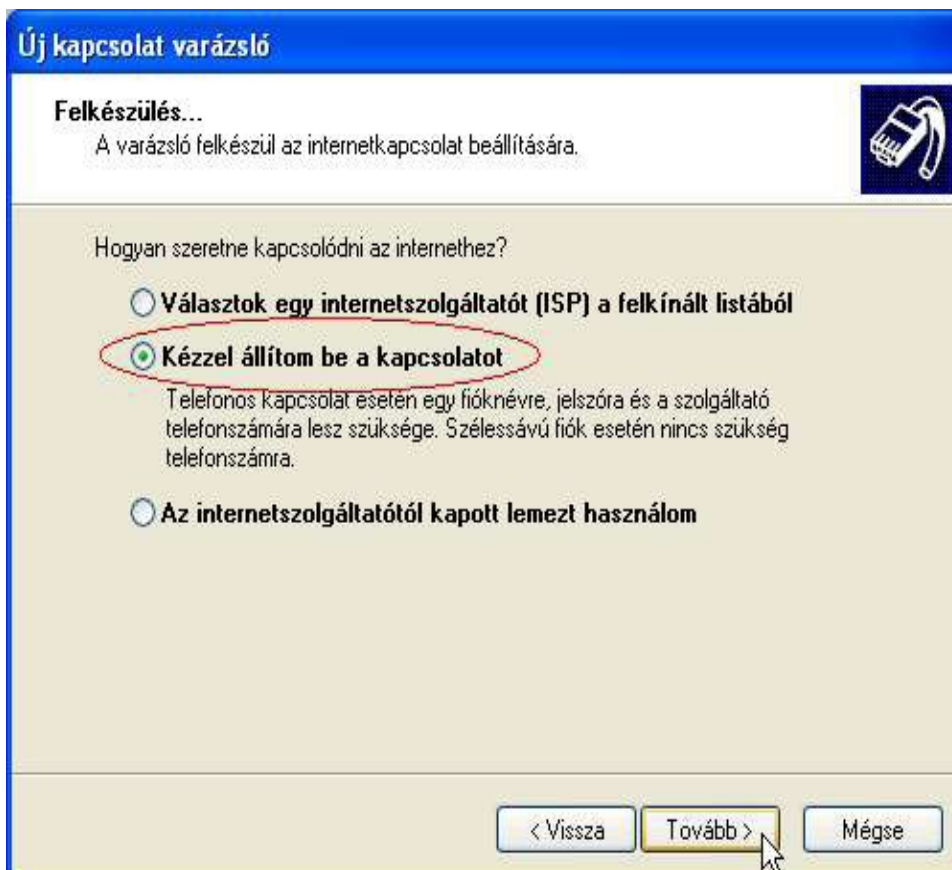 Új kapcsolat varázsló
Felkészülés...
A varázsló felkészül az internetkapcsolat beállítására.
Hogyan szeretne kapcsolódni az internethez?
Választok egy internetszolgáltatót (ISP) a felkínált listából
Kézzel állítom be a kapcsolatot
Telefonos kapcsolat esetén egy fióknévre, jelszóra és a szolgáltató
telefonszámára lesz szüksége. Szélessávú fiók esetén nincs szükség
telefonszámra.
Az internetszolgáltatótól kapott lemezt használom
< Vissza
Tovább >
Mégse